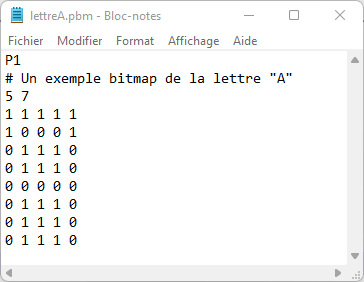 lettreA.pbm - Bloc-notes
Fichier Modifier Format Affichage Aide
P1
# Un exemple bitmap de la lettre "A"
5 7
1 1 1 1 1
1 0 0 0 1
0 1 1 1 0
0 1 1 1 0
0 0 0 0 0
0 1 1 1 0
0 1 1 1 0
0 1 1 1 0